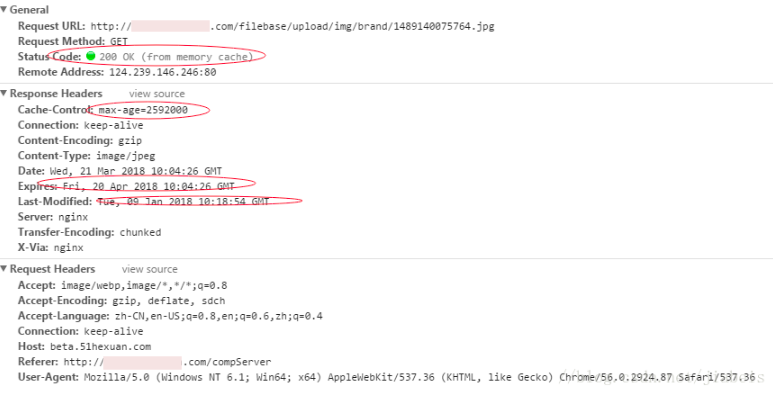 General
Request URL: http:// .com/filebase/upload/img/brand/1489140075764.jpg
Request Method: GET
Status Code: 200 OK (from memory cache)
Remote Address: 124.239.146.246:80
Response Headers view source
Cache-Control: max-age=2592000
Connection: keep-alive
Content-Encoding: gzip
Content-Type: image/jpeg
Date: Wed, 21 Mar 2018 10:04:26 GMT
Expires: Fri, 20 Apr 2018 10:04:26 GMT
Last-Modified: Tue, 09 Jan 2018 10:18:54 GMT
Server: nginx
Transfer-Encoding: chunked
X-Via: nginx
Request Headers view source
Accept: image/webp,image/*,*/*;q=0.8
Accept-Encoding: gzip, deflate, sdch
Accept-Language: zh-CN,en-US;q=0.8,en;q=0.6,zh;q=0.4
Connection: keep-alive
Host: beta.51hexuan.com
Referer: http:// .com/compServer
User-Agent: Mozilla/5.0 (Windows NT 6.1; Win64; x64) AppleWebKit/537.36 (KHTML, like Gecko) Chrome/56.0.2924.87 Safari/537.36